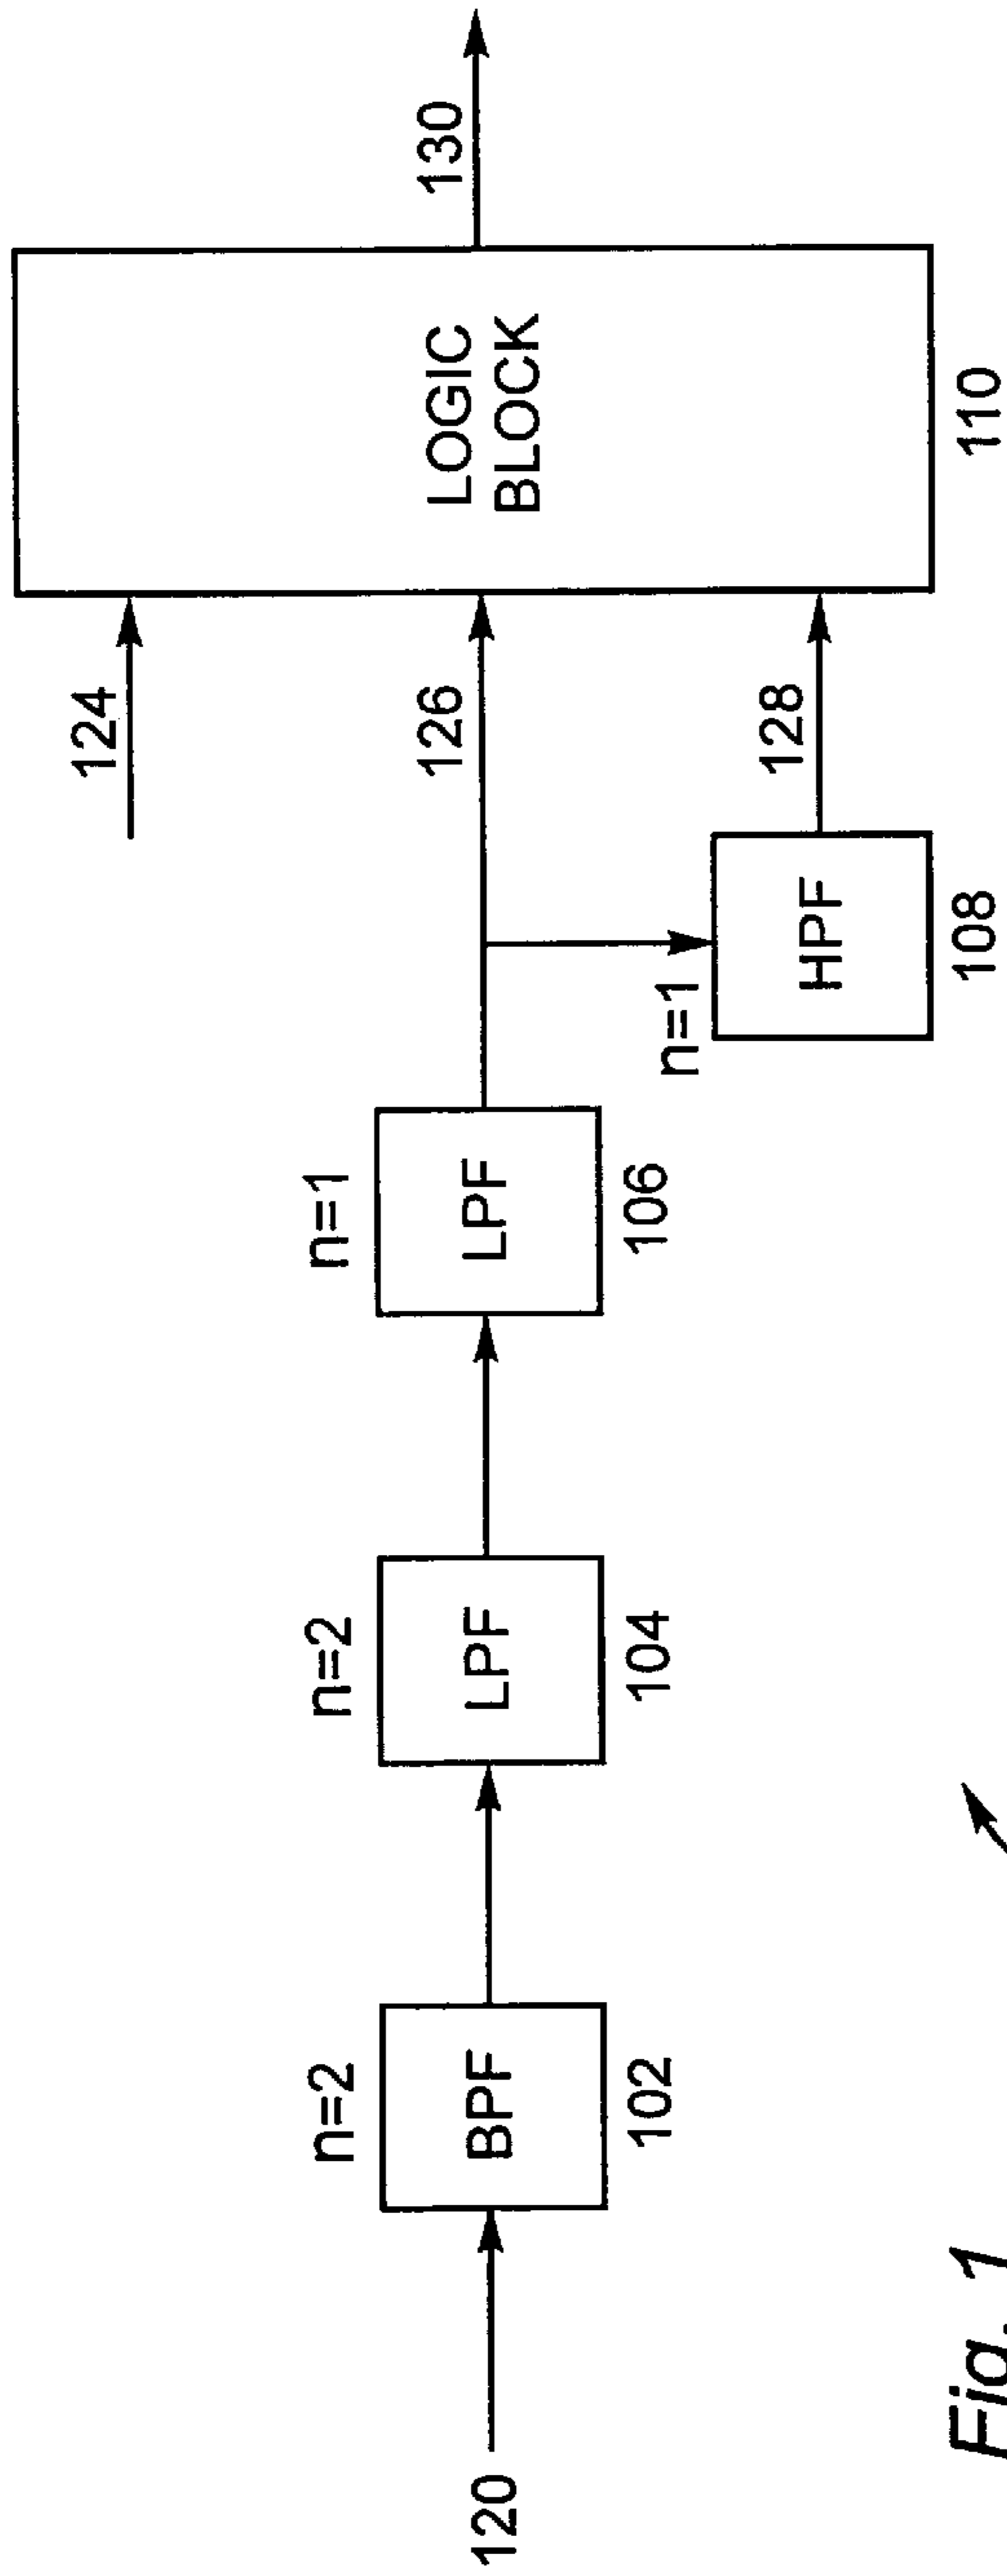 120
n=2
BPF
102
n=2
LPF
104
n=1
LPF
106
n=1
HPF
108
124
126
128
LOGIC
BLOCK
110
130
Fig. 1